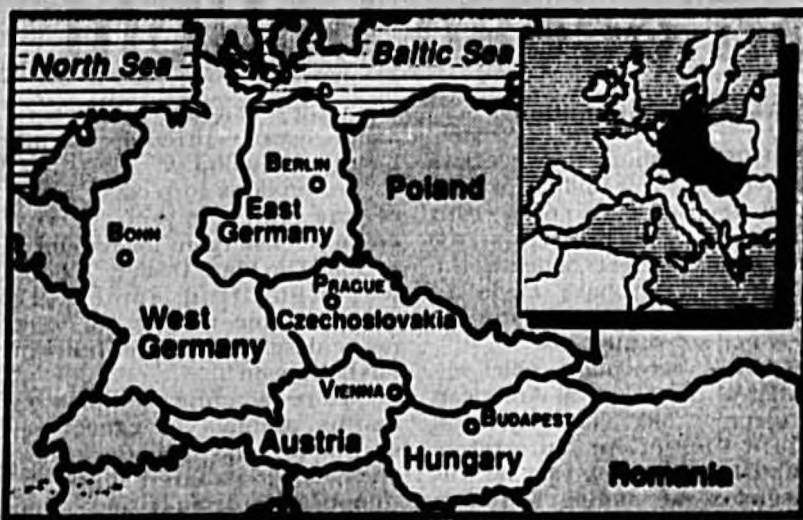 North Sea
Baltic Sea
BERLIN
East
Germany
Poland
BONN
PRAGUE
Czechoslovakia
West
Germany
VIENNA
BUDAPEST
Austria
Hungary
Romania